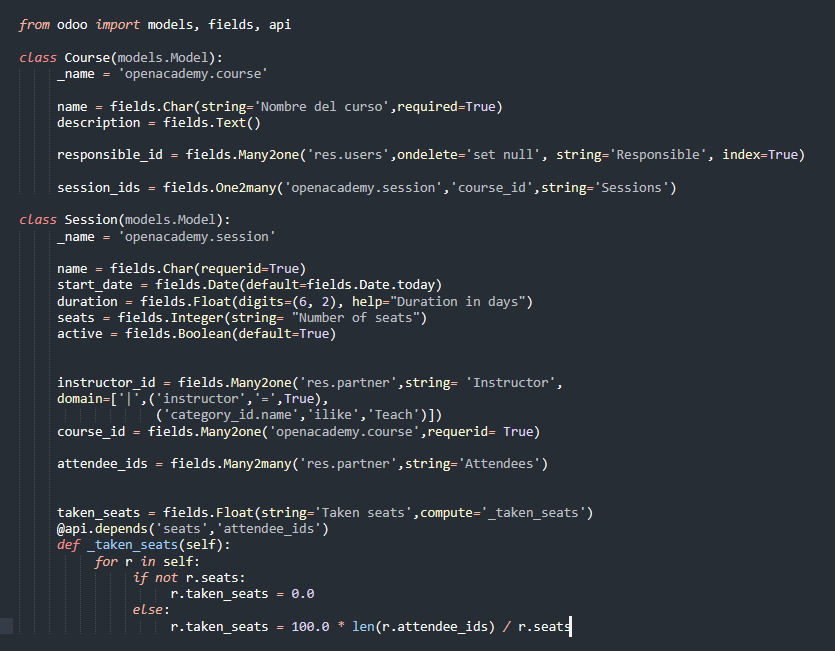 from odoo import models, fields, api
class Course(models.Model):
_name = 'openacademy.course'
name = fields.Char(string='Nombre del curso',required=True)
description = fields.Text()
responsible_id = fields.Many2one('res.users',ondelete='set null', string='Responsible', index=True)
session_ids = fields.One2many('openacademy.session','course_id',string='Sessions')
class Session(models.Model):
_name = 'openacademy.session'
name = fields.Char(requerid=True)
start_date = fields.Date(default=fields.Date.today)
duration = fields.Float(digits=(6, 2), help="Duration in days")
seats = fields.Integer(string= "Number of seats")
active = fields.Boolean(default=True)
instructor_id = fields.Many2one('res.partner',string= 'Instructor',
domain=['|',('instructor','=',True),
('category_id.name','ilike','Teach')])
course_id = fields.Many2one('openacademy.course',requerid= True)
attendee_ids = fields.Many2many('res.partner',string='Attendees')
taken_seats = fields.Float(string='Taken seats',compute='_taken_seats')
@api.depends('seats','attendee_ids')
def _taken_seats(self):
for r in self:
if not r.seats:
r.taken_seats = 0.0
else:
r.taken_seats = 100.0 * len(r.attendee_ids) / r.seats